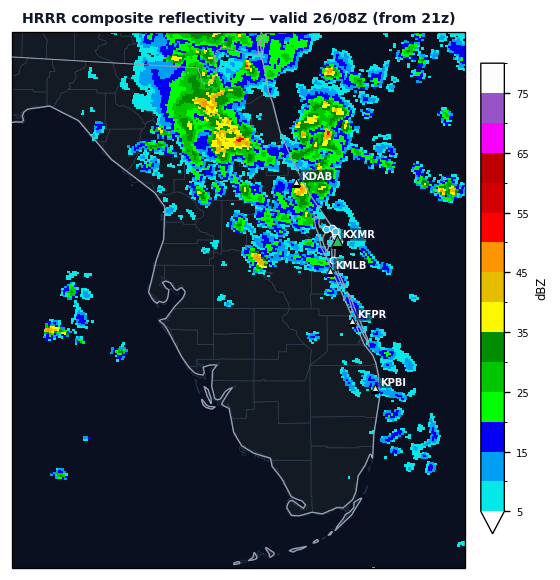 HRRR composite reflectivity — valid 26/08Z (from 21z)
KDAB
KXMR
KMLB
KFPR
KPBI
75
65
55
45
35
25
15
5
dBZ